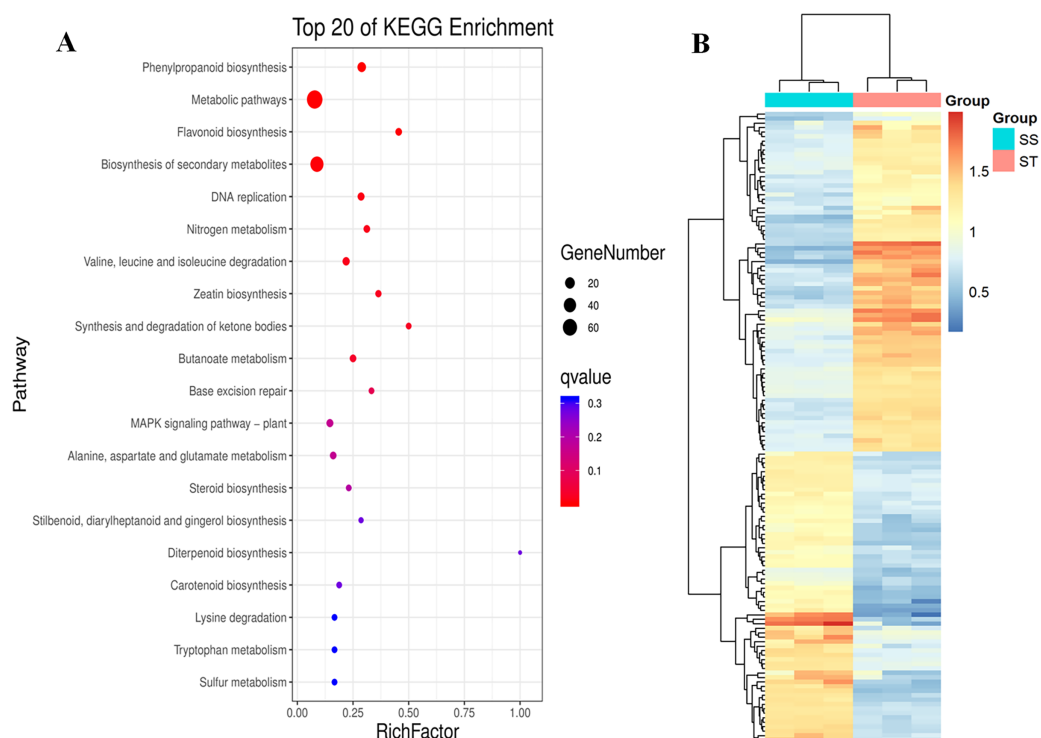 A
Top 20 of KEGG Enrichment
Pathway
Phenylpropanoid biosynthesis
Metabolic pathways
Flavonoid biosynthesis
Biosynthesis of secondary metabolites
DNA replication
Nitrogen metabolism
Valine, leucine and isoleucine degradation
Zeatin biosynthesis
Synthesis and degradation of ketone bodies
Butanoate metabolism
Base excision repair
MAPK signaling pathway − plant
Alanine, aspartate and glutamate metabolism
Steroid biosynthesis
Stilbenoid, diarylheptanoid and gingerol biosynthesis
Diterpenoid biosynthesis
Carotenoid biosynthesis
Lysine degradation
Tryptophan metabolism
Sulfur metabolism
0.00 0.25 0.50 0.75 1.00
RichFactor
GeneNumber
20
40
60
qvalue
0.3
0.2
0.1
B
Group
1.5
1
0.5
Group
SS
ST